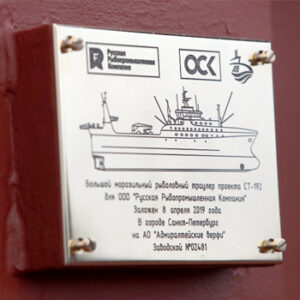 Русская
Рыбопромышленная
Компания
ОСК
Большой морозильный рыболовный траулер проекта СТ-192
для ООО "Русская Рыбопромышленная Компания"
Заложен 8 апреля 2019 года
В городе Санкт-Петербург
на АО "Адмиралтейские верфи"
Заводской №02481